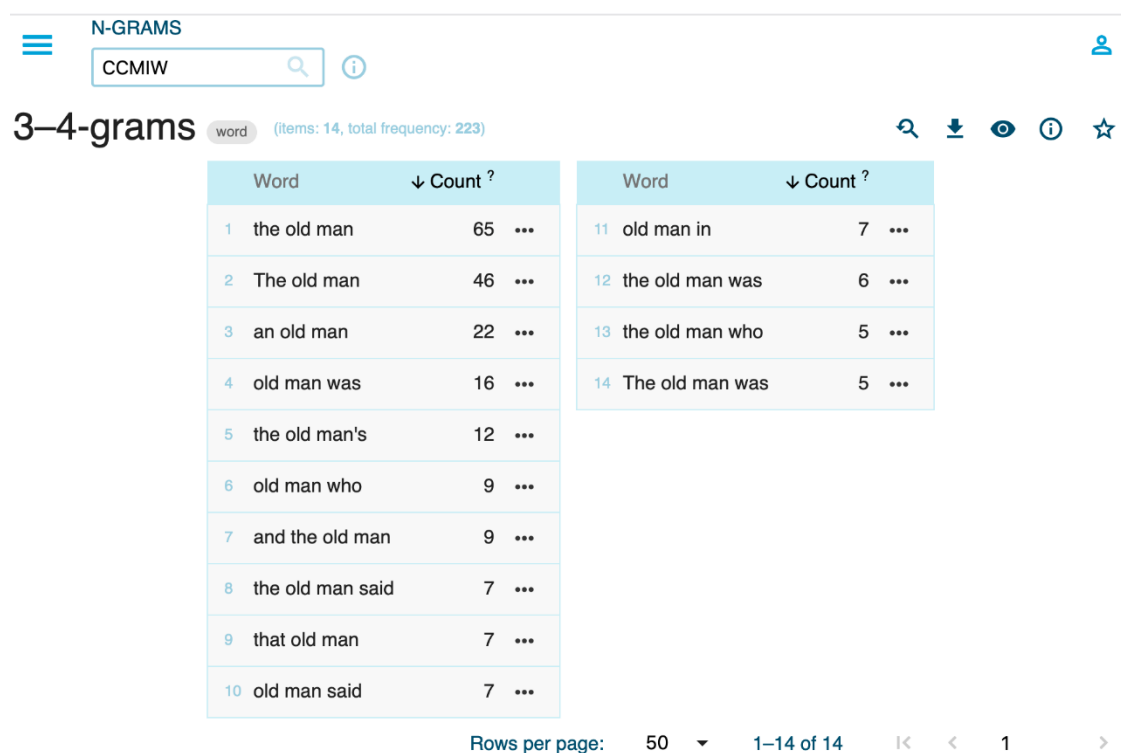 N-GRAMS
CCMIW
3–4-grams word (items: 14, total frequency: 223)
Word Count ?
1 the old man 65
2 The old man 46
3 an old man 22
4 old man was 16
5 the old man's 12
6 old man who 9
7 and the old man 9
8 the old man said 7
9 that old man 7
10 old man said 7
Word Count ?
11 old man in 7
12 the old man was 6
13 the old man who 5
14 The old man was 5
Rows per page: 50 1–14 of 14 1